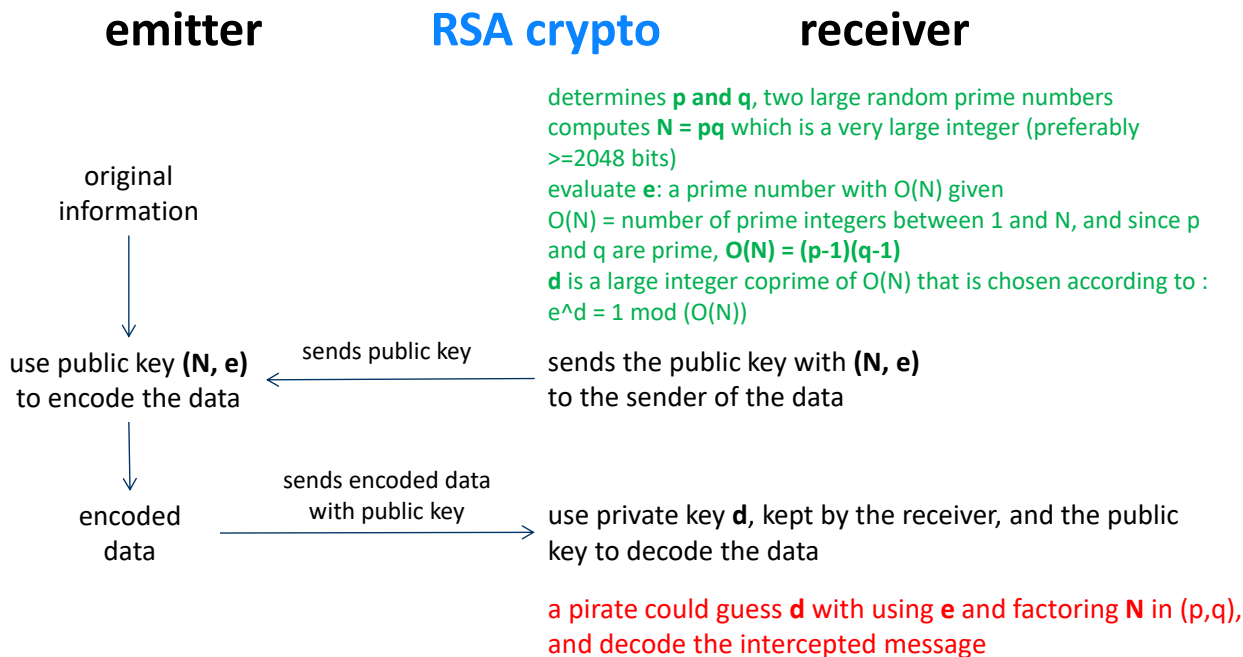 emitter
RSA crypto
receiver
determines p and q, two large random prime numbers
computes N = pq which is a very large integer (preferably
>=2048 bits)
evaluate e: a prime number with O(N) given
O(N) = number of prime integers between 1 and N, and since p
and q are prime, O(N) = (p-1)(q-1)
d is a large integer coprime of O(N) that is chosen according to :
e^d = 1 mod (O(N))
original
information
use public key (N, e)
to encode the data
sends public key
sends the public key with (N, e)
to the sender of the data
encoded
data
sends encoded data
with public key
use private key d, kept by the receiver, and the public
key to decode the data
a pirate could guess d with using e and factoring N in (p,q),
and decode the intercepted message